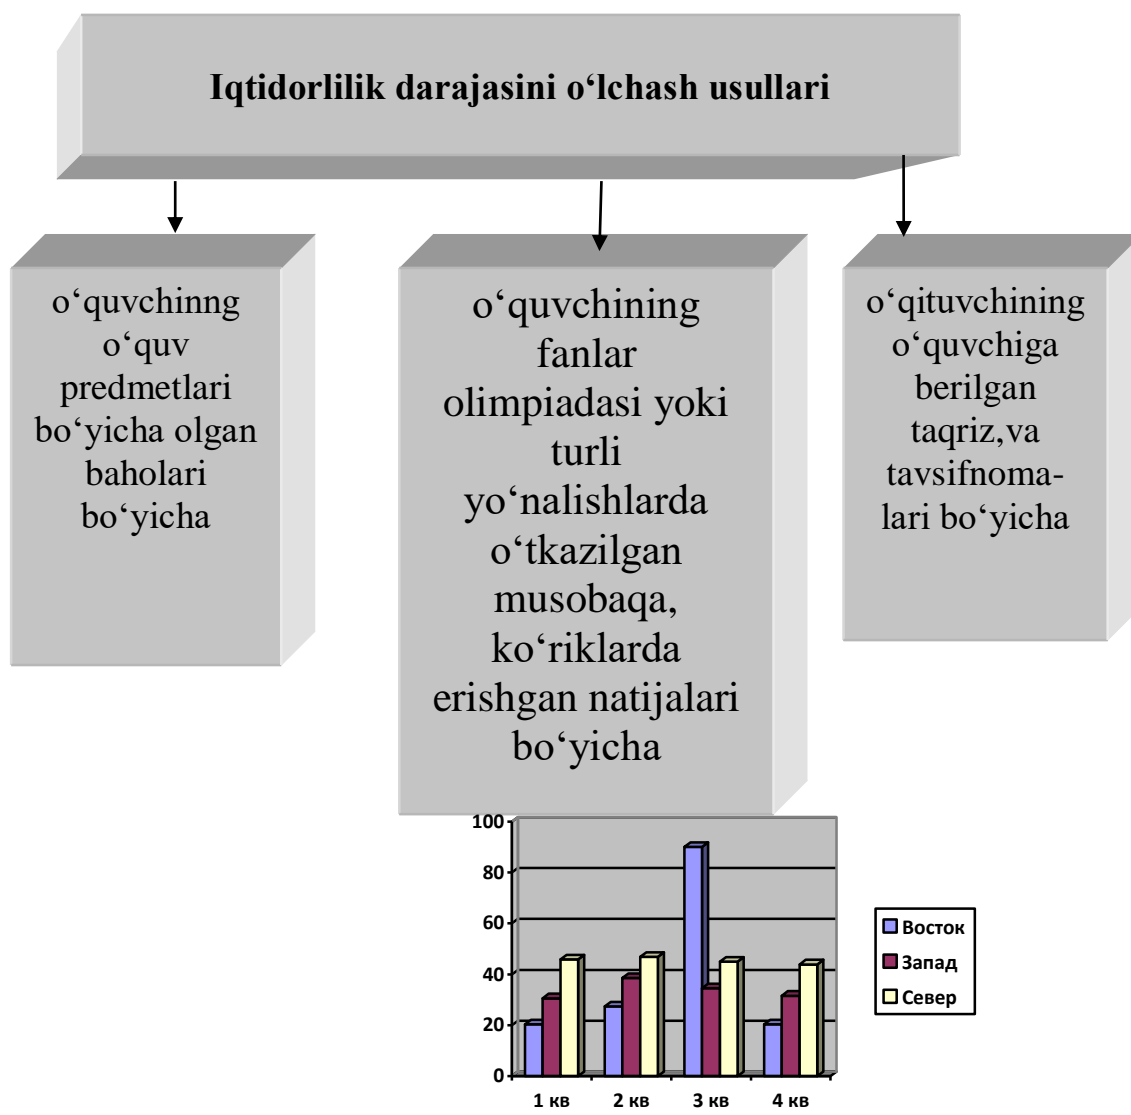 Iqtidorlilik darajasini o‘lchash usullari
o‘quvchinng
o‘quv
predmetlari
bo‘yicha olgan
baholari
bo‘yicha
o‘quvchining
fanlar
olimpiadasi yoki
turli
yo‘nalishlarda
o‘tkazilgan
musobaqa,
ko‘riklarda
erishgan natijalari
bo‘yicha
o‘qituvchining
o‘quvchiga
berilgan
taqriz,va
tavsifnoma-
lari bo‘yicha
100
80
60
40
20
0
1 кв 2 кв 3 кв 4 кв
Восток
Запад
Север